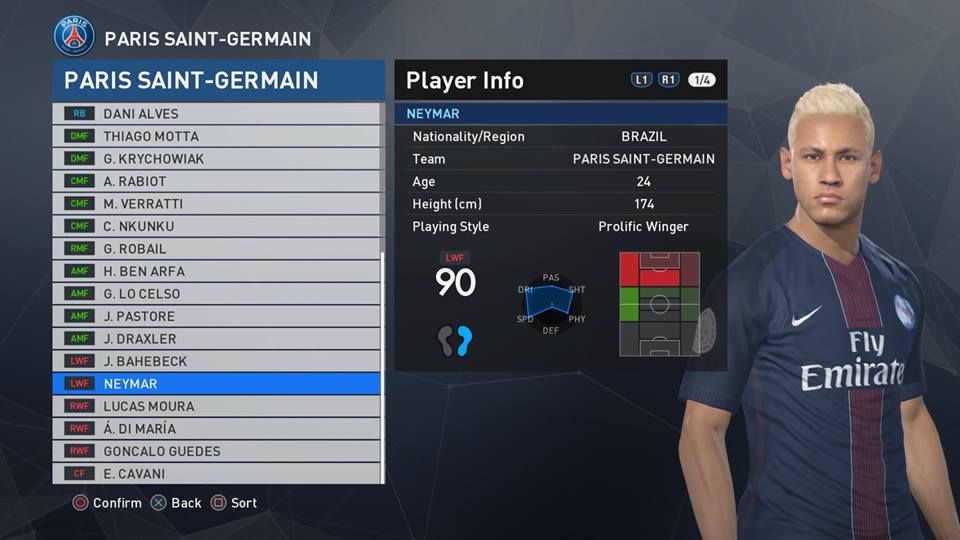 PARIS
PARIS SAINT-GERMAIN
PARIS SAINT-GERMAIN
RB DANI ALVES
DMF THIAGO MOTTA
DMF G. KRYCHOWIAK
CMF A. RABIOT
CMF M. VERRATTI
CMF C. NKUNKU
RMF G. ROBAIL
AMF H. BEN ARFA
AMF G. LO CELSO
AMF J. PASTORE
AMF J. DRAXLER
LWF J. BAHEBECK
LWF NEYMAR
RWF LUCAS MOURA
RWF Á. DI MARÍA
RWF GONCALO GUEDES
CF E. CAVANI
Confirm Back Sort
Player Info L1 R1 1/4
NEYMAR
Nationality/Region BRAZIL
Team PARIS SAINT-GERMAIN
Age 24
Height (cm) 174
Playing Style Prolific Winger
LWF
90
PAS
DRI SHT
SPD PHY
DEF
Fly
Emirate